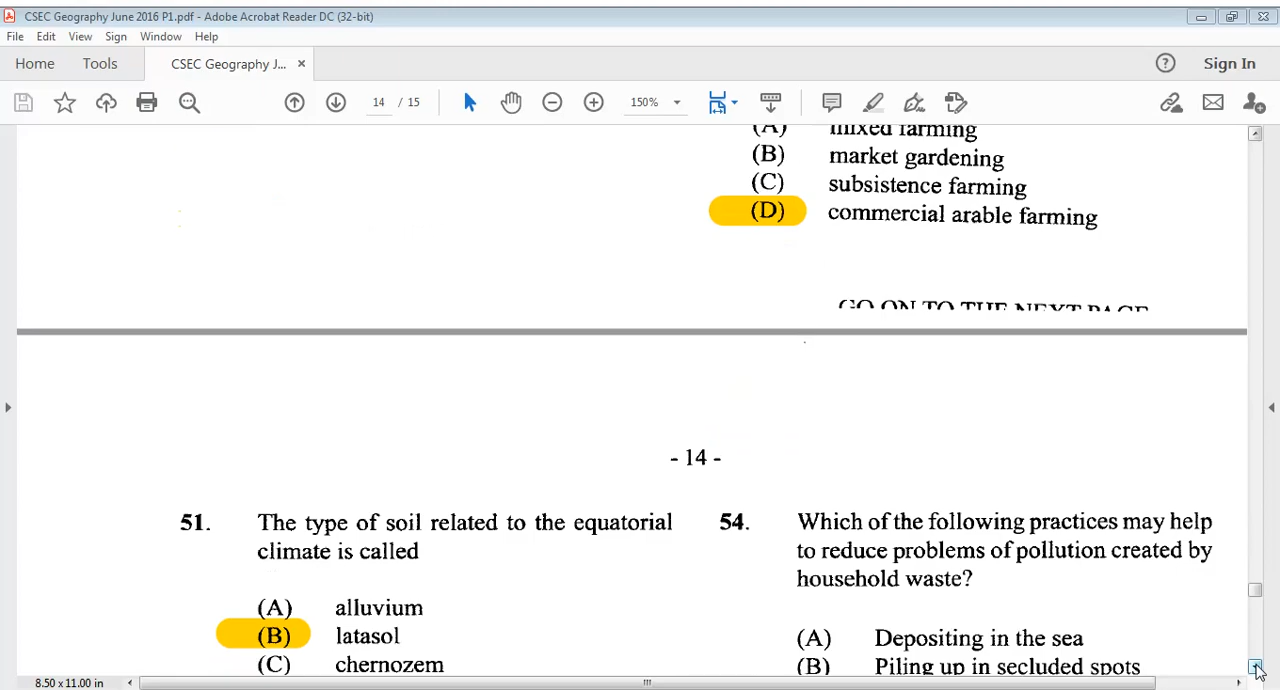 CSEC Geography June 2016 P1.pdf - Adobe Acrobat Reader DC (32-bit)
File Edit View Sign Window Help
Home Tools CSEC Geography J... × Sign In
14 / 15 150%
(A) mixed farming
(B) market gardening
(C) subsistence farming
(D) commercial arable farming
GO ON TO THE NEXT PAGE
- 14 -
51. The type of soil related to the equatorial
climate is called
(A) alluvium
(B) latasol
(C) chernozem
54. Which of the following practices may help
to reduce problems of pollution created by
household waste?
(A) Depositing in the sea
(B) Piling up in secluded spots
8.50 x 11.00 in